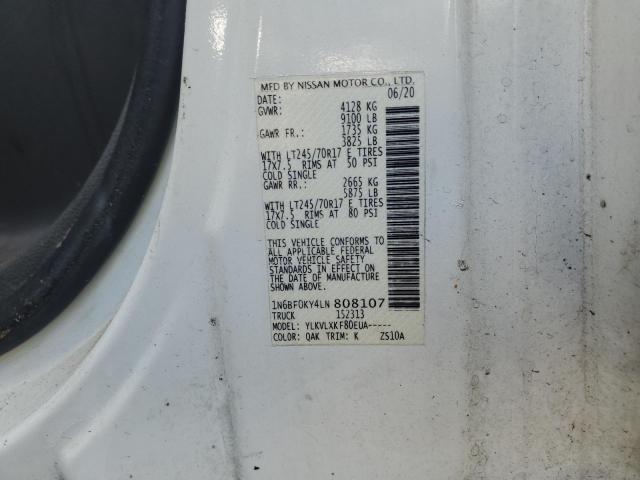 MFD BY NISSAN MOTOR CO., LTD.
DATE: 06/20
GVWR: 4128 KG
9100 LB
GAWR FR.: 1735 KG
3825 LB
WITH LT245/70R17 E TIRES
17X7.5 RIMS AT 50 PSI
COLD SINGLE
GAWR RR.: 2665 KG
5875 LB
WITH LT245/70R17 E TIRES
17X7.5 RIMS AT 80 PSI
COLD SINGLE
THIS VEHICLE CONFORMS TO
ALL APPLICABLE FEDERAL
MOTOR VEHICLE SAFETY
STANDARDS IN EFFECT ON
THE DATE OF MANUFACTURE
SHOWN ABOVE.
1N6BF0KY4LN 808107
TRUCK 152313
MODEL: YLKVLXKF80EUA-----
COLOR: QAK TRIM: K ZS10A